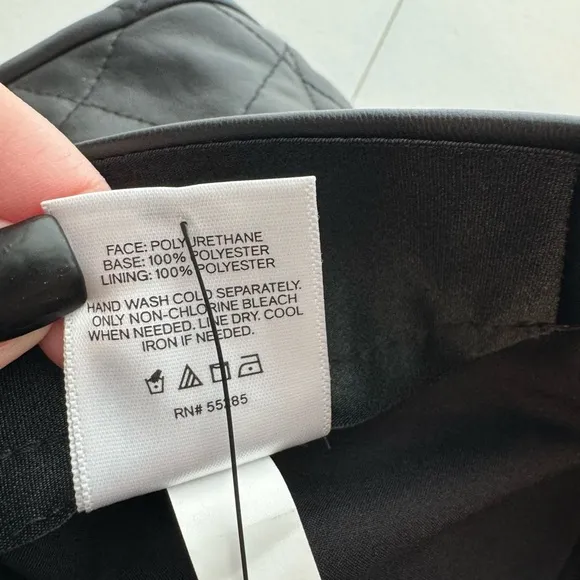 FACE: POLYURETHANE
BASE: 100% POLYESTER
LINING: 100% POLYESTER
HAND WASH COLD SEPARATELY.
ONLY NON-CHLORINE BLEACH
WHEN NEEDED. LINE DRY. COOL
IRON IF NEEDED.
RN# 55285